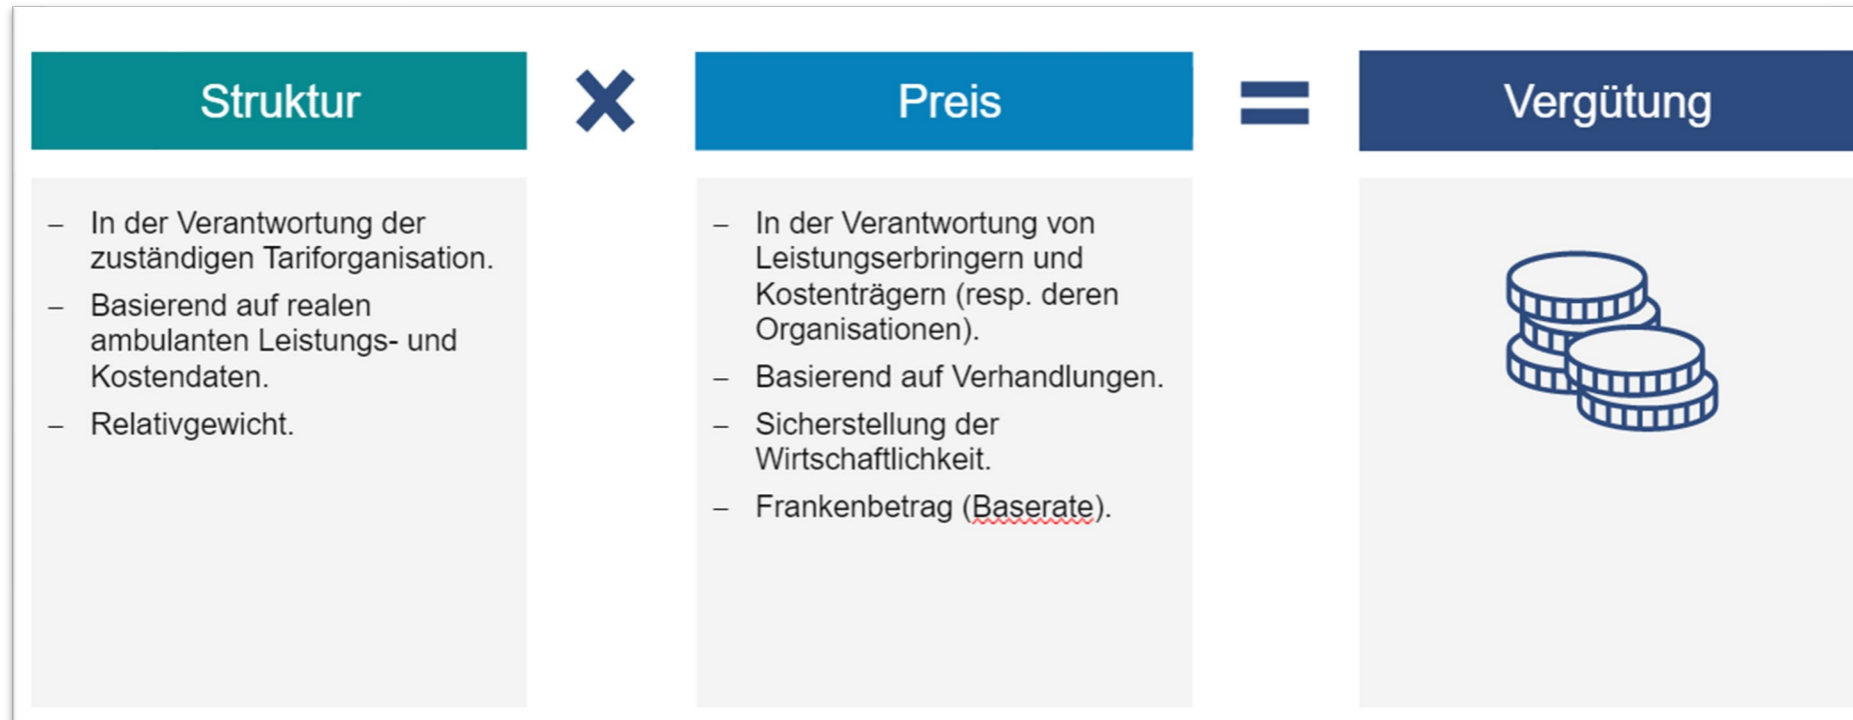 Struktur
– In der Verantwortung der
zuständigen Tariforganisation.
– Basierend auf realen
ambulanten Leistungs- und
Kostendaten.
– Relativgewicht.
Preis
– In der Verantwortung von
Leistungserbringern und
Kostenträgern (resp. deren
Organisationen).
– Basierend auf Verhandlungen.
– Sicherstellung der
Wirtschaftlichkeit.
– Frankenbetrag (Baserate).
=
Vergütung